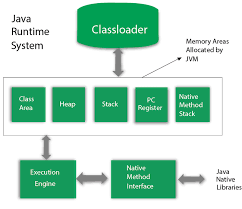 Java
Runtime
System
Classloader
Memory Areas
Allocated by
JVM
Class
Area
Heap
Stack
PC
Register
Native
Method
Stack
Execution
Engine
Native
Method
Interface
Java
Native
Libraries